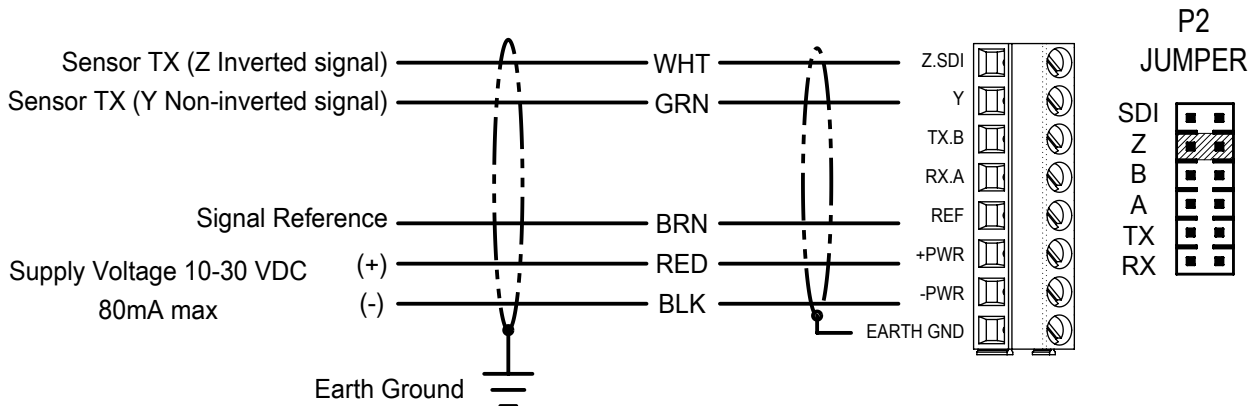 Sensor TX (Z Inverted signal) WHT Z.SDI
Sensor TX (Y Non-inverted signal) GRN Y
TX.B
RX.A
Signal Reference BRN REF
Supply Voltage 10-30 VDC (+) RED +PWR
80mA max (-) BLK -PWR
EARTH GND
Earth Ground
P2
JUMPER
SDI
Z
B
A
TX
RX